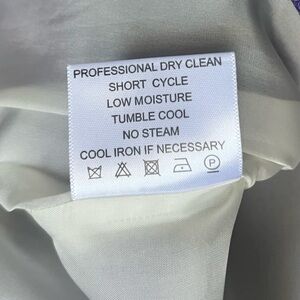 PROFESSIONAL DRY CLEAN
SHORT CYCLE
LOW MOISTURE
TUMBLE COOL
NO STEAM
COOL IRON IF NECESSARY
P